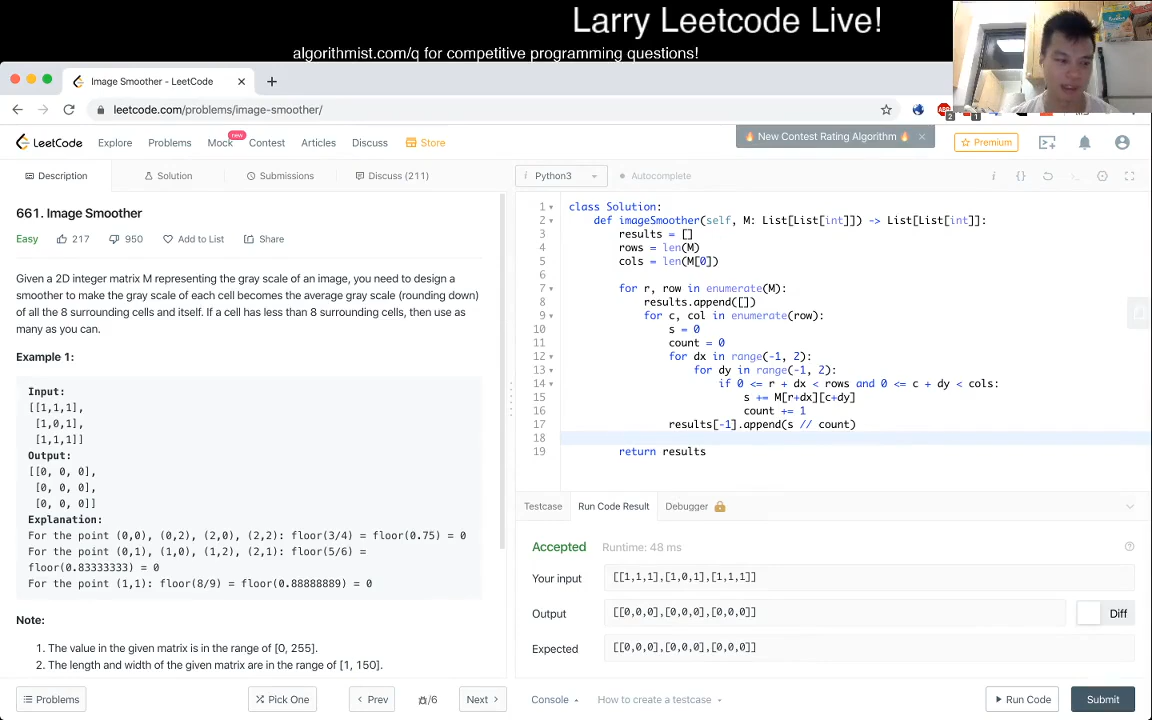 Larry Leetcode Live!
algorithmist.com/q for competitive programming questions!
Image Smoother - LeetCode
leetcode.com/problems/image-smoother/
LeetCode Explore Problems Mock new Contest Articles Discuss Store
🔥 New Contest Rating Algorithm 🔥 ×
Premium
Description Solution Submissions Discuss (211)
i Python3 Autocomplete
661. Image Smoother
Easy 217 950 Add to List Share
Given a 2D integer matrix M representing the gray scale of an image, you need to design a
smoother to make the gray scale of each cell becomes the average gray scale (rounding down)
of all the 8 surrounding cells and itself. If a cell has less than 8 surrounding cells, then use as
many as you can.
Example 1:
Input:
[[1,1,1],
[1,0,1],
[1,1,1]]
Output:
[[0, 0, 0],
[0, 0, 0],
[0, 0, 0]]
Explanation:
For the point (0,0), (0,2), (2,0), (2,2): floor(3/4) = floor(0.75) = 0
For the point (0,1), (1,0), (1,2), (2,1): floor(5/6) =
floor(0.83333333) = 0
For the point (1,1): floor(8/9) = floor(0.88888889) = 0
Note:
1. The value in the given matrix is in the range of [0, 255].
2. The length and width of the given matrix are in the range of [1, 150].
1 class Solution:
2 def imageSmoother(self, M: List[List[int]]) -> List[List[int]]:
3 results = []
4 rows = len(M)
5 cols = len(M[0])
6
7 for r, row in enumerate(M):
8 results.append([])
9 for c, col in enumerate(row):
10 s = 0
11 count = 0
12 for dx in range(-1, 2):
13 for dy in range(-1, 2):
14 if 0 <= r + dx < rows and 0 <= c + dy < cols:
15 s += M[r+dx][c+dy]
16 count += 1
17 results[-1].append(s // count)
18
19 return results
Testcase Run Code Result Debugger
Accepted Runtime: 48 ms
Your input [[1,1,1],[1,0,1],[1,1,1]]
Output [[0,0,0],[0,0,0],[0,0,0]] Diff
Expected [[0,0,0],[0,0,0],[0,0,0]]
Problems Pick One Prev /6 Next Console How to create a testcase Run Code Submit